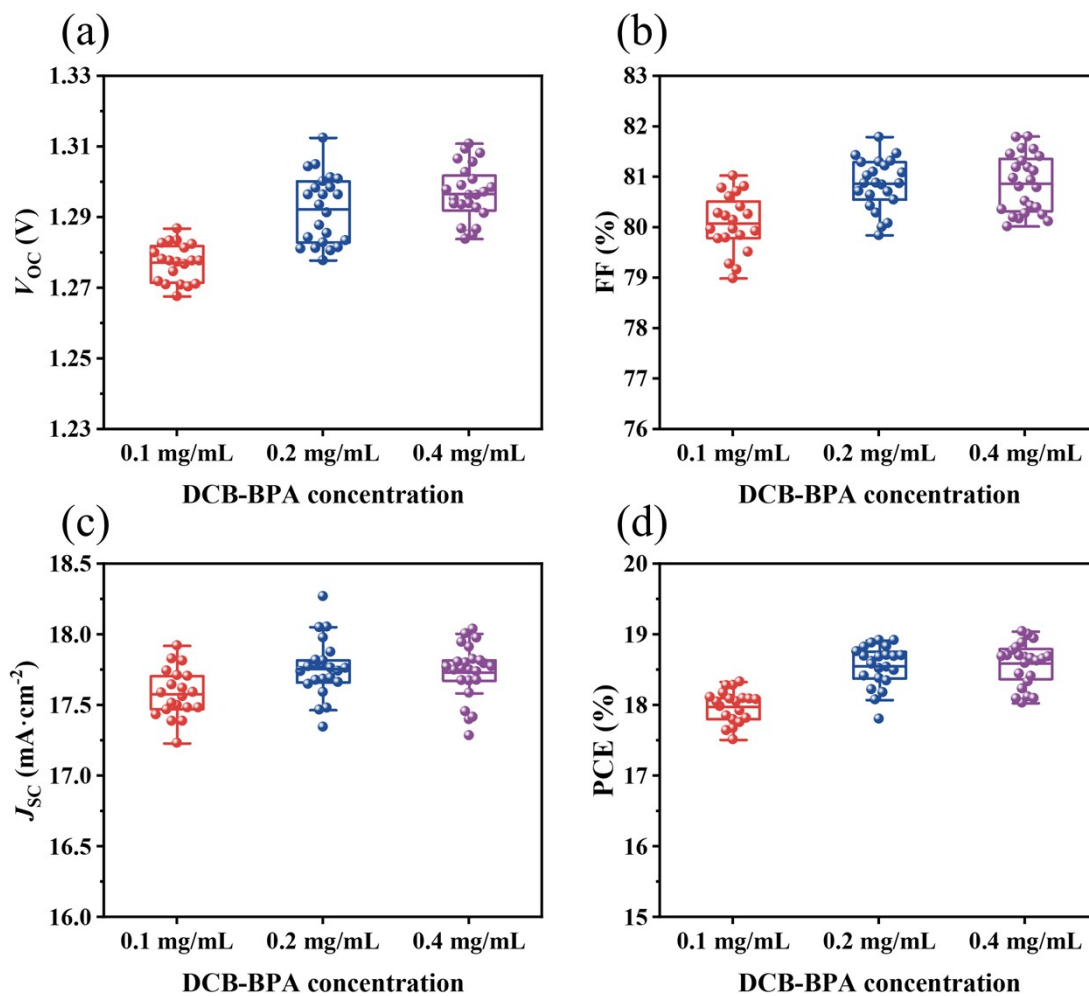 (a)
1.33
1.31
1.29
1.27
1.25
1.23
V_OC (V)
0.1 mg/mL 0.2 mg/mL 0.4 mg/mL
DCB-BPA concentration
(b)
83
82
81
80
79
78
77
76
FF (%)
0.1 mg/mL 0.2 mg/mL 0.4 mg/mL
DCB-BPA concentration
(c)
18.5
18.0
17.5
17.0
16.5
16.0
J_SC (mA·cm⁻²)
0.1 mg/mL 0.2 mg/mL 0.4 mg/mL
DCB-BPA concentration
(d)
20
19
18
17
16
15
PCE (%)
0.1 mg/mL 0.2 mg/mL 0.4 mg/mL
DCB-BPA concentration